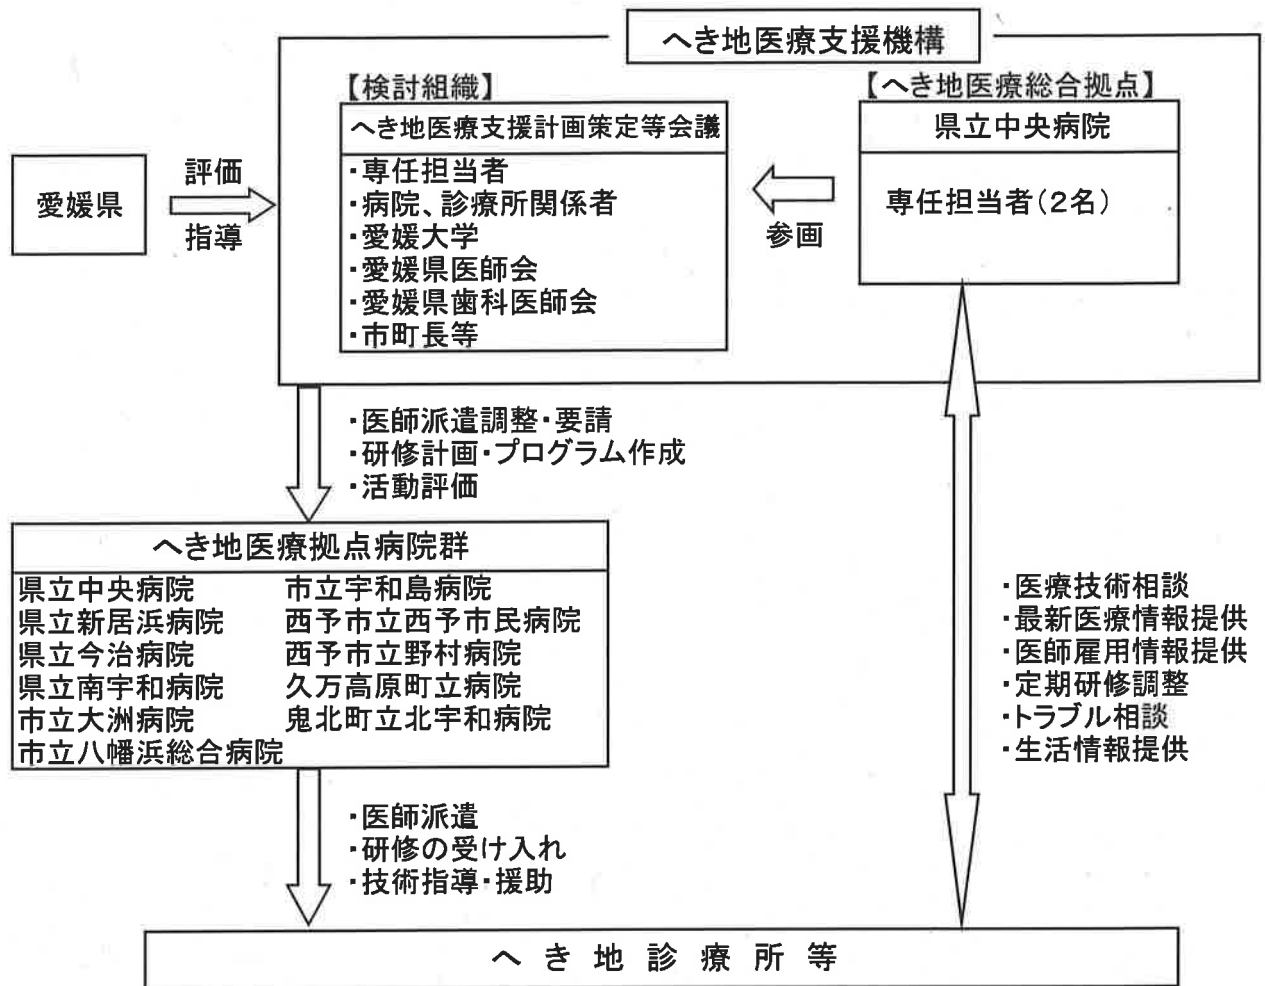 へき地医療支援機構
【検討組織】
へき地医療支援計画策定等会議
・専任担当者
・病院、診療所関係者
・愛媛大学
・愛媛県医師会
・愛媛県歯科医師会
・市町長等
【へき地医療総合拠点】
県立中央病院
専任担当者(2名)
参画
愛媛県
評価
指導
・医師派遣調整・要請
・研修計画・プログラム作成
・活動評価
へき地医療拠点病院群
県立中央病院
県立新居浜病院
県立今治病院
県立南宇和病院
市立大洲病院
市立八幡浜総合病院
市立宇和島病院
西予市立西予市民病院
西予市立野村病院
久万高原町立病院
鬼北町立北宇和病院
・医療技術相談
・最新医療情報提供
・医師雇用情報提供
・定期研修調整
・トラブル相談
・生活情報提供
・医師派遣
・研修の受け入れ
・技術指導・援助
へき地診療所等